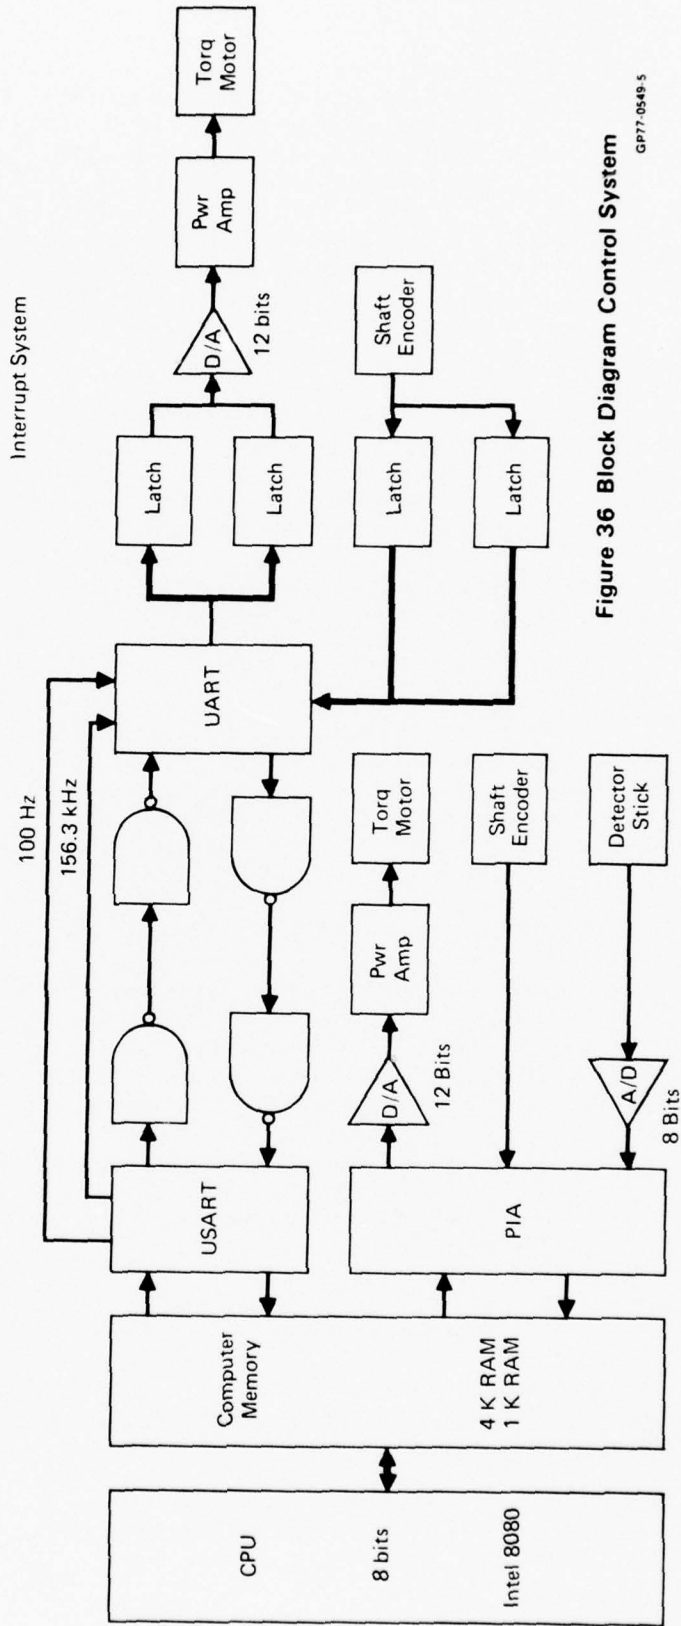 Interrupt System
100 Hz
156.3 kHz
CPU
8 bits
Intel 8080
Computer
Memory
4 K RAM
1 K RAM
USART
UART
Latch
Latch
D/A
12 bits
Pwr
Amp
Torq
Motor
Shaft
Encoder
Latch
Latch
PIA
D/A
12 Bits
Pwr
Amp
Torq
Motor
Shaft
Encoder
A/D
8 Bits
Detector
Stick
Figure 36 Block Diagram Control System
GP77-0549-5